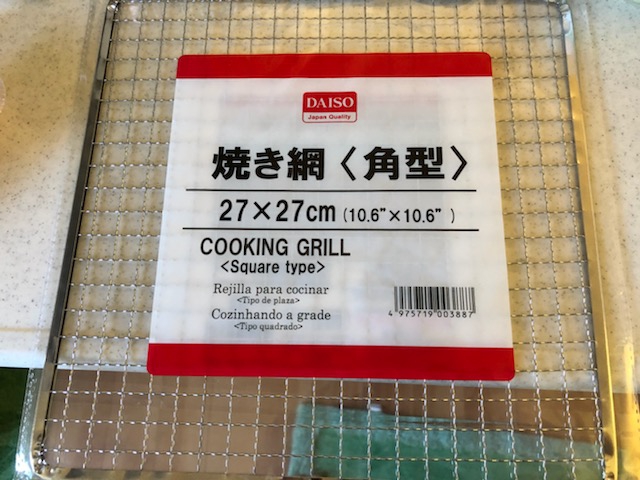 DAISO
Japan Quality
焼き網〈角型〉
27×27cm (10.6"×10.6" )
COOKING GRILL
<Square type>
Rejilla para cocinar
<Tipo de plaza>
Cozinhando a grade
<Tipo quadrado>
4 975719 003887